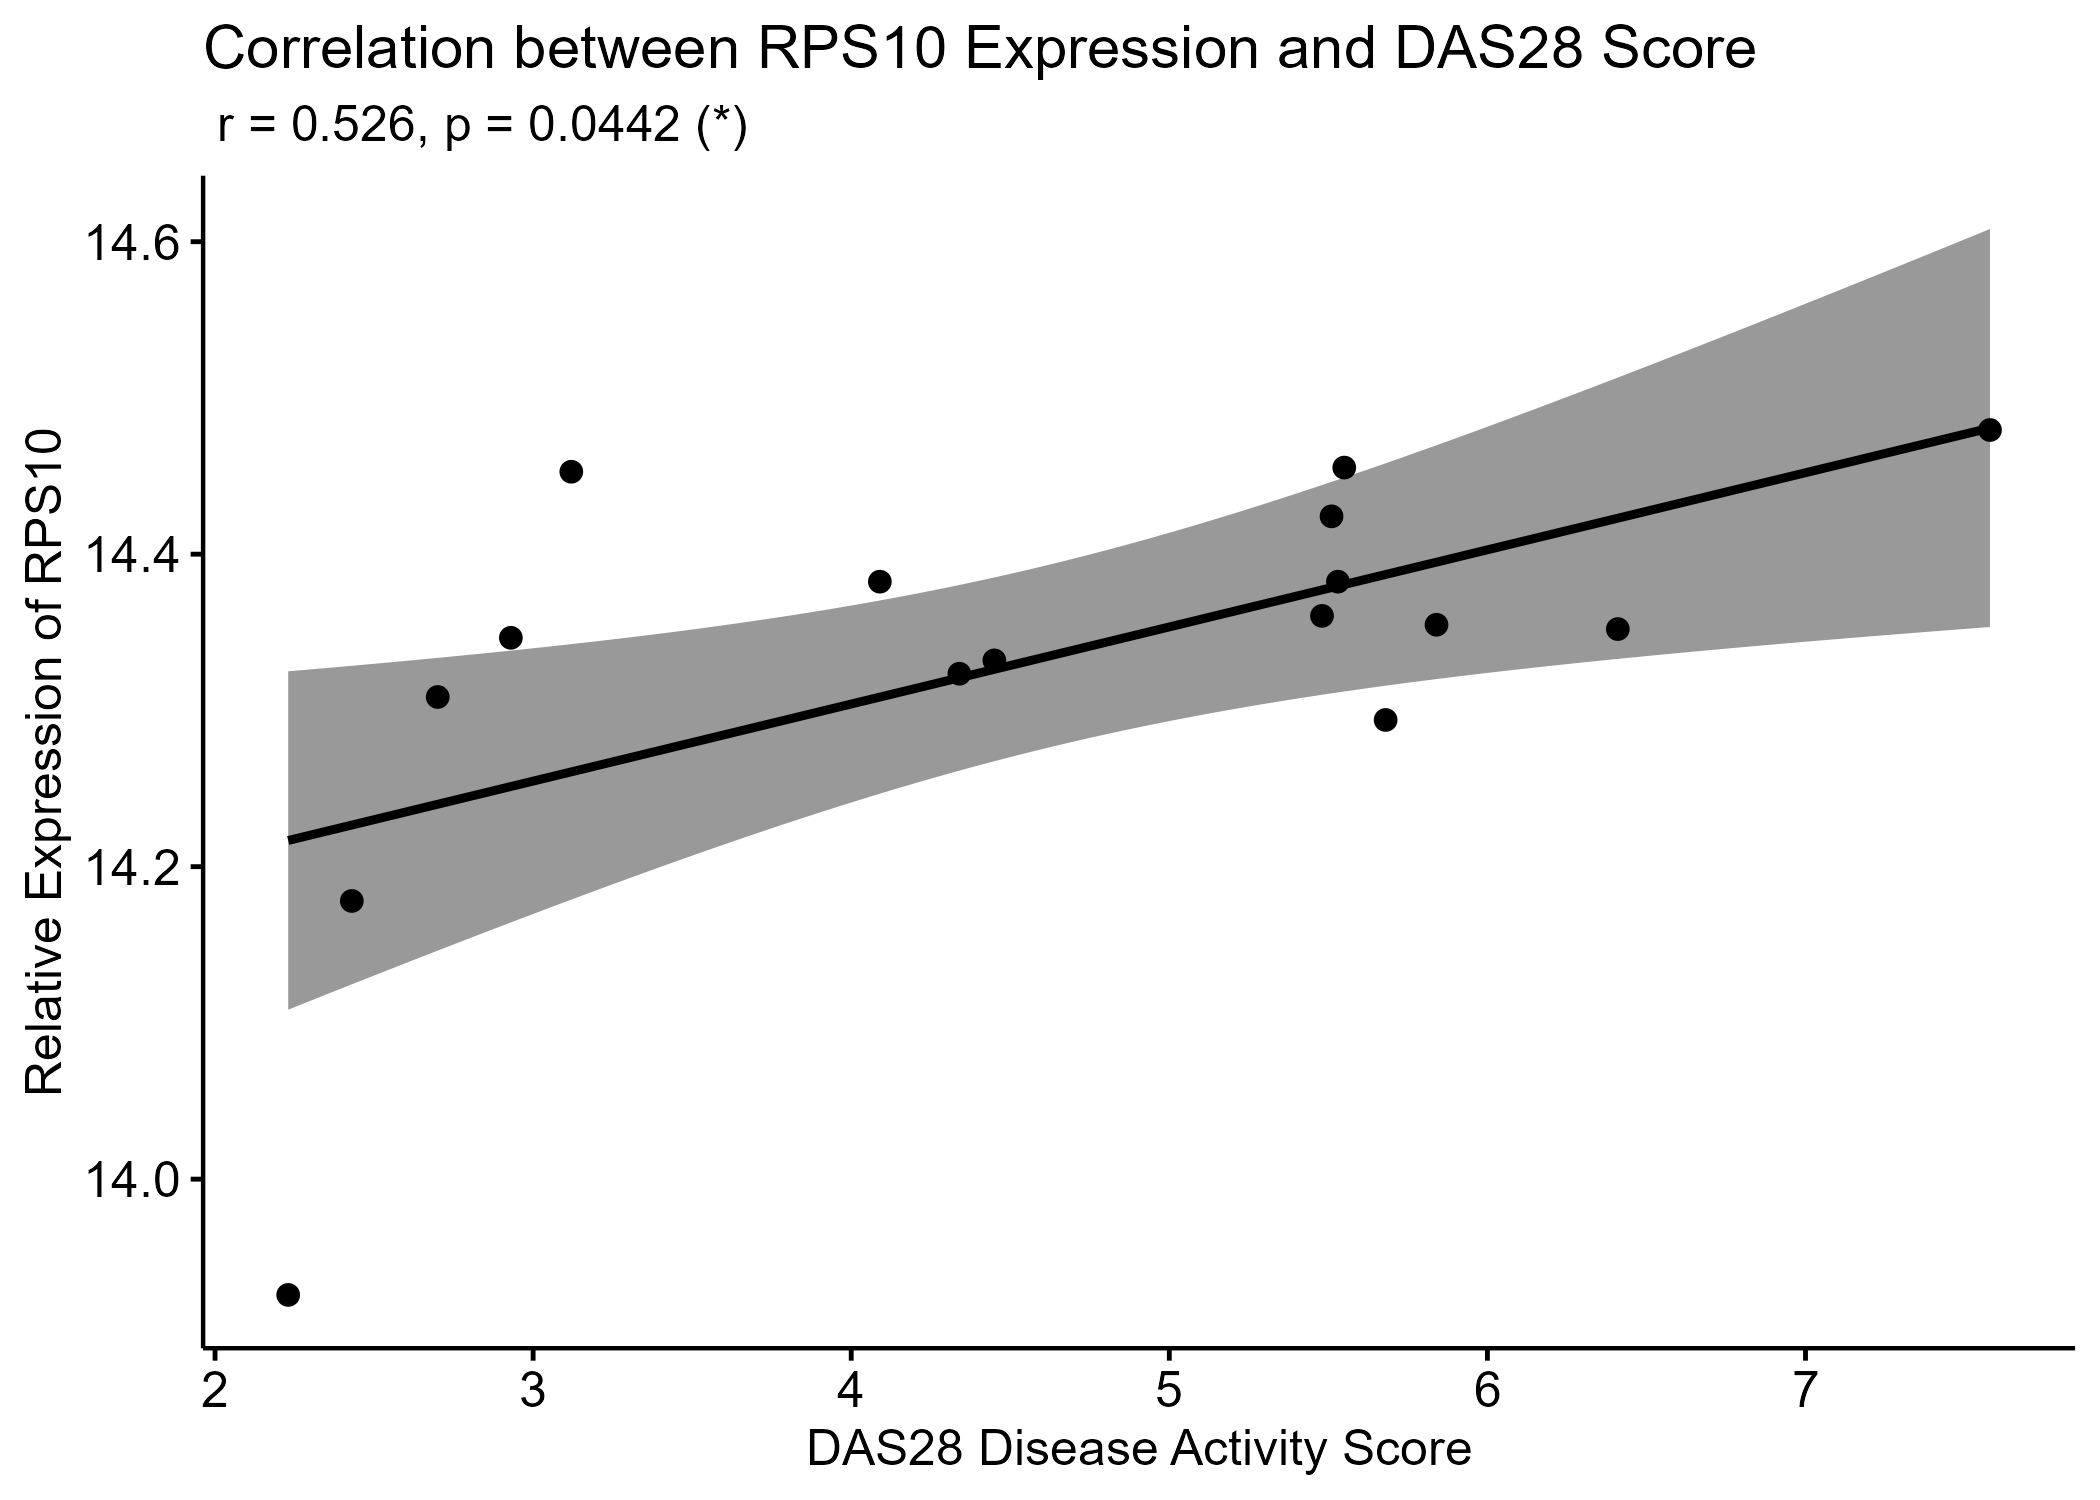 Correlation between RPS10 Expression and DAS28 Score
r = 0.526, p = 0.0442 (*)
Relative Expression of RPS10
14.6
14.4
14.2
14.0
2 3 4 5 6 7
DAS28 Disease Activity Score